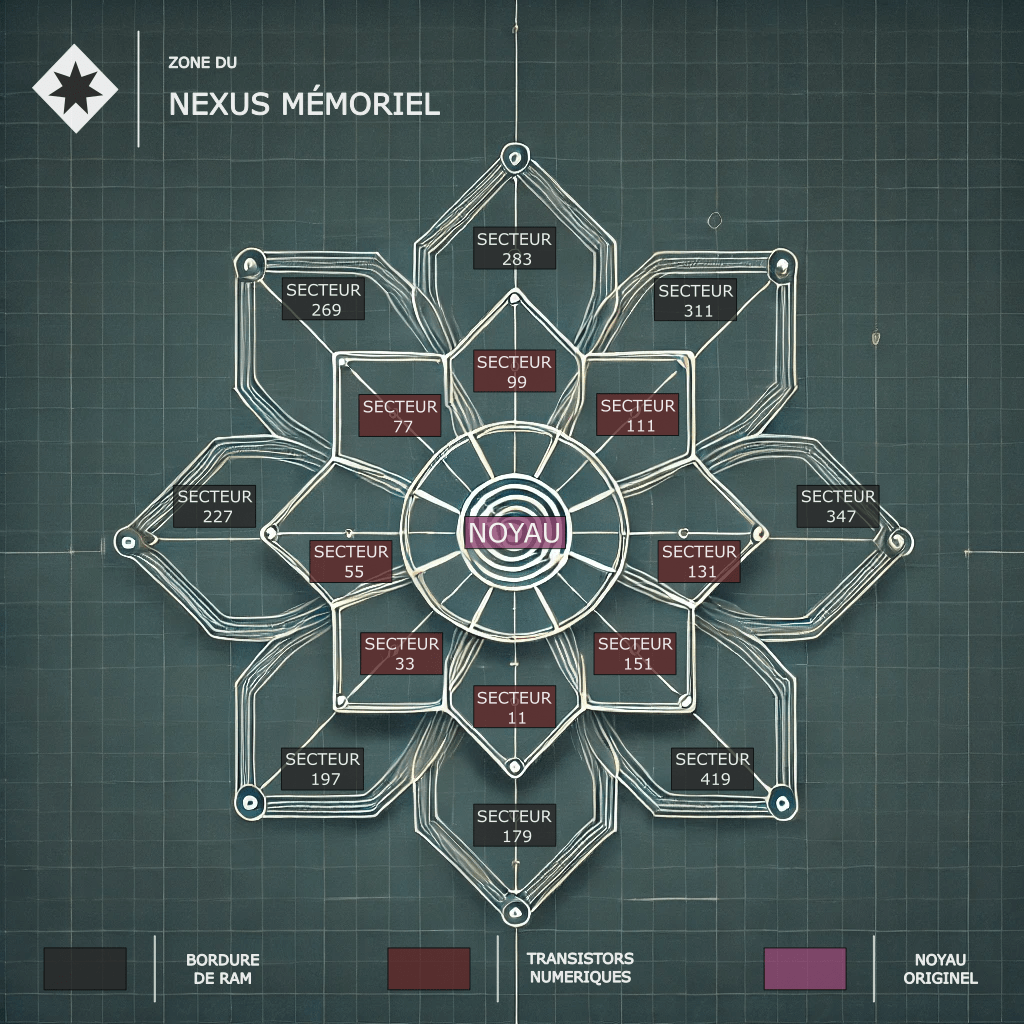 ZONE DU
NEXUS MÉMORIEL
SECTEUR
283
SECTEUR
269
SECTEUR
311
SECTEUR
99
SECTEUR
77
SECTEUR
111
SECTEUR
227
SECTEUR
347
NOYAU
SECTEUR
55
SECTEUR
131
SECTEUR
33
SECTEUR
151
SECTEUR
11
SECTEUR
197
SECTEUR
419
SECTEUR
179
BORDURE
DE RAM
TRANSISTORS
NUMERIQUES
NOYAU
ORIGINEL